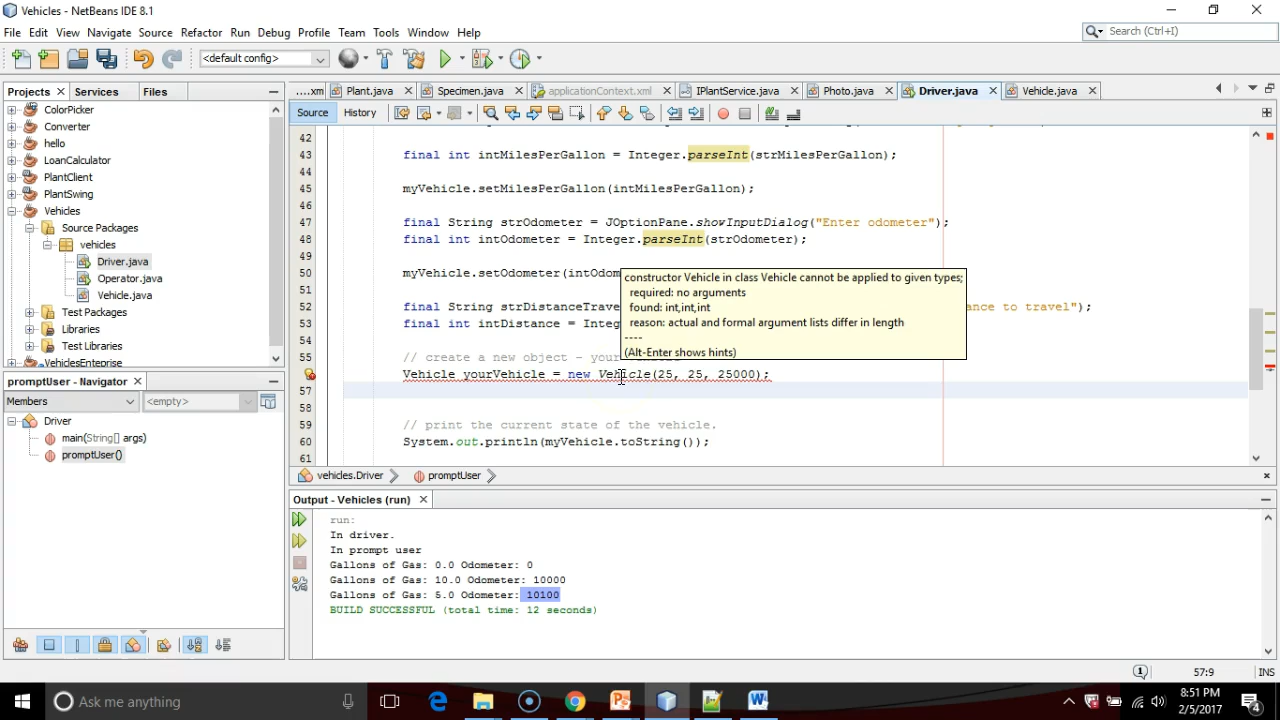 Vehicles - NetBeans IDE 8.1
File Edit View Navigate Source Refactor Run Debug Profile Team Tools Window Help
Search (Ctrl+I)
<default config>
Projects Services Files
...xm Plant.java Specimen.java applicationContext.xml IPlantService.java Photo.java Driver.java Vehicle.java
Source History
ColorPicker
Converter
hello
LoanCalculator
PlantClient
PlantSwing
Vehicles
Source Packages
vehicles
Driver.java
Operator.java
Vehicle.java
Test Packages
Libraries
Test Libraries
VehiclesEnterprise
promptUser - Navigator
Members <empty>
Driver
main(String[] args)
promptUser()
42
43 final int intMilesPerGallon = Integer.parseInt(strMilesPerGallon);
44
45 myVehicle.setMilesPerGallon(intMilesPerGallon);
46
47 final String strOdometer = JOptionPane.showInputDialog("Enter odometer");
48 final int intOdometer = Integer.parseInt(strOdometer);
49
50 myVehicle.setOdometer(intOdom
51
52 final String strDistanceTrave ance to travel");
53 final int intDistance = Integ
54
55 // create a new object - your
Vehicle yourVehicle = new Vehicle(25, 25, 25000);
57
58
59 // print the current state of the vehicle.
60 System.out.println(myVehicle.toString());
61
constructor Vehicle in class Vehicle cannot be applied to given types;
required: no arguments
found: int,int,int
reason: actual and formal argument lists differ in length
----
(Alt-Enter shows hints)
vehicles.Driver promptUser
Output - Vehicles (run)
run:
In driver.
In prompt user
Gallons of Gas: 0.0 Odometer: 0
Gallons of Gas: 10.0 Odometer: 10000
Gallons of Gas: 5.0 Odometer: 10100
BUILD SUCCESSFUL (total time: 12 seconds)
57:9 INS
Ask me anything
8:51 PM
2/5/2017
4